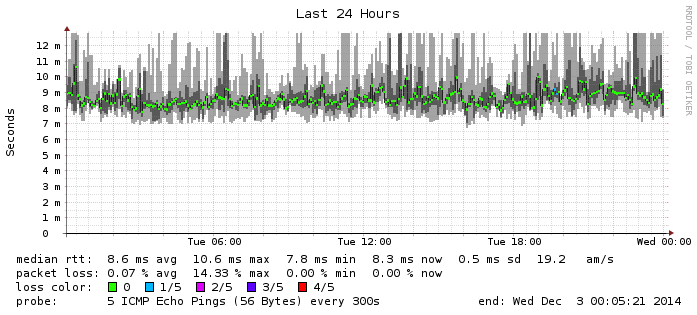 Last 24 Hours
RRDTOOL / TOBI OETIKER
Seconds
12 m
11 m
10 m
9 m
8 m
7 m
6 m
5 m
4 m
3 m
2 m
1 m
0
Tue 06:00 Tue 12:00 Tue 18:00 Wed 00:00
median rtt: 8.6 ms avg 10.6 ms max 7.8 ms min 8.3 ms now 0.5 ms sd 19.2 am/s
packet loss: 0.07 % avg 14.33 % max 0.00 % min 0.00 % now
loss color: 0 1/5 2/5 3/5 4/5
probe: 5 ICMP Echo Pings (56 Bytes) every 300s end: Wed Dec 3 00:05:21 2014